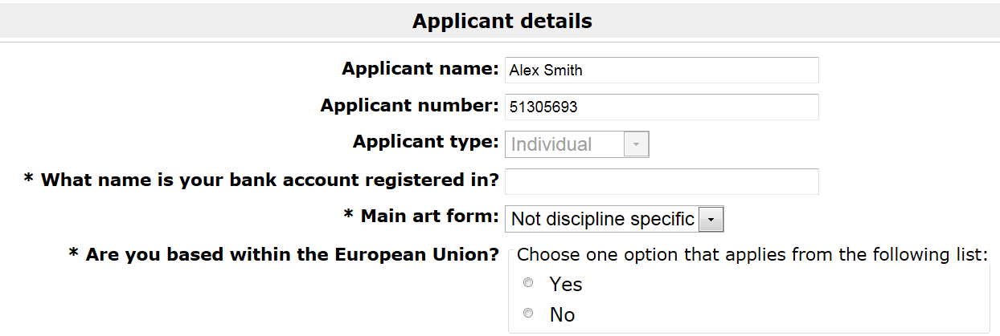 Applicant details
Applicant name: Alex Smith
Applicant number: 51305693
Applicant type: Individual
* What name is your bank account registered in?
* Main art form: Not discipline specific
* Are you based within the European Union? Choose one option that applies from the following list:
Yes
No